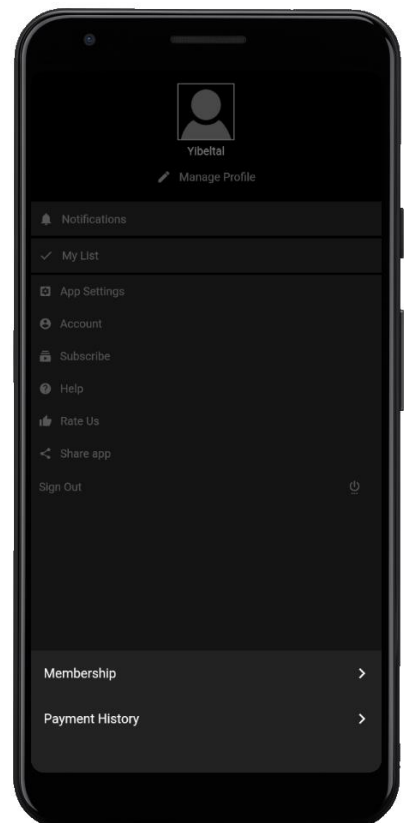 Yibeltal
Manage Profile
Notifications
My List
App Settings
Account
Subscribe
Help
Rate Us
Share app
Sign Out
Membership
Payment History